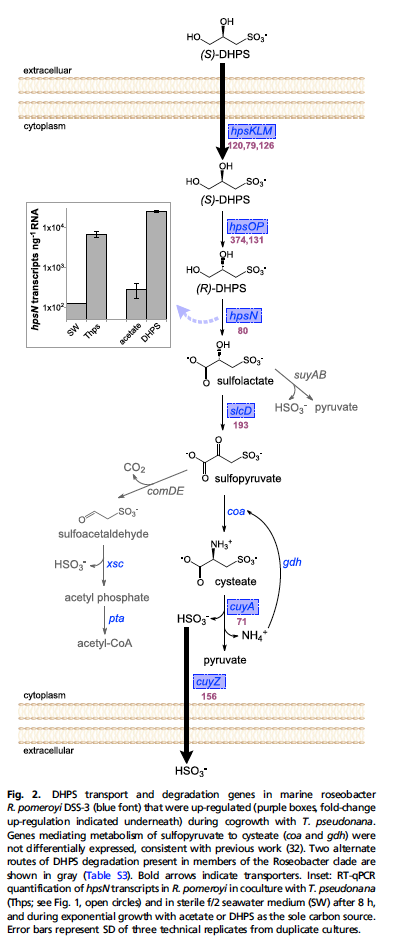 OH
HO
SO₃⁻
(S)-DHPS
extracelluar
cytoplasm
hpsKLM
120,79,126
OH
HO
SO₃⁻
(S)-DHPS
hpsOP
374,131
OH
HO
SO₃⁻
(R)-DHPS
hpsN transcripts ng⁻¹ RNA
1x10⁴
1x10³
1x10²
SW
Thps
acetate
DHPS
hpsN
80
OH
⁻O
SO₃⁻
O
sulfolactate
suyAB
HSO₃⁻
pyruvate
slcD
193
O
⁻O
SO₃⁻
O
sulfopyruvate
CO₂
comDE
O
SO₃⁻
sulfoacetaldehyde
HSO₃⁻
xsc
acetyl phosphate
pta
acetyl-CoA
coa
gdh
NH₃⁺
⁻O
SO₃⁻
O
cysteate
cuyA
71
HSO₃⁻
NH₄⁺
pyruvate
cuyZ
156
cytoplasm
extracellular
HSO₃⁻
Fig. 2. DHPS transport and degradation genes in marine roseobacter
R. pomeroyi DSS-3 (blue font) that were up-regulated (purple boxes, fold-change
up-regulation indicated underneath) during cogrowth with T. pseudonana.
Genes mediating metabolism of sulfopyruvate to cysteate (coa and gdh) were
not differentially expressed, consistent with previous work (32). Two alternate
routes of DHPS degradation present in members of the Roseobacter clade are
shown in gray (Table S3). Bold arrows indicate transporters. Inset: RT-qPCR
quantification of hpsN transcripts in R. pomeroyi in coculture with T. pseudonana
(Thps; see Fig. 1, open circles) and in sterile f/2 seawater medium (SW) after 8 h,
and during exponential growth with acetate or DHPS as the sole carbon source.
Error bars represent SD of three technical replicates from duplicate cultures.